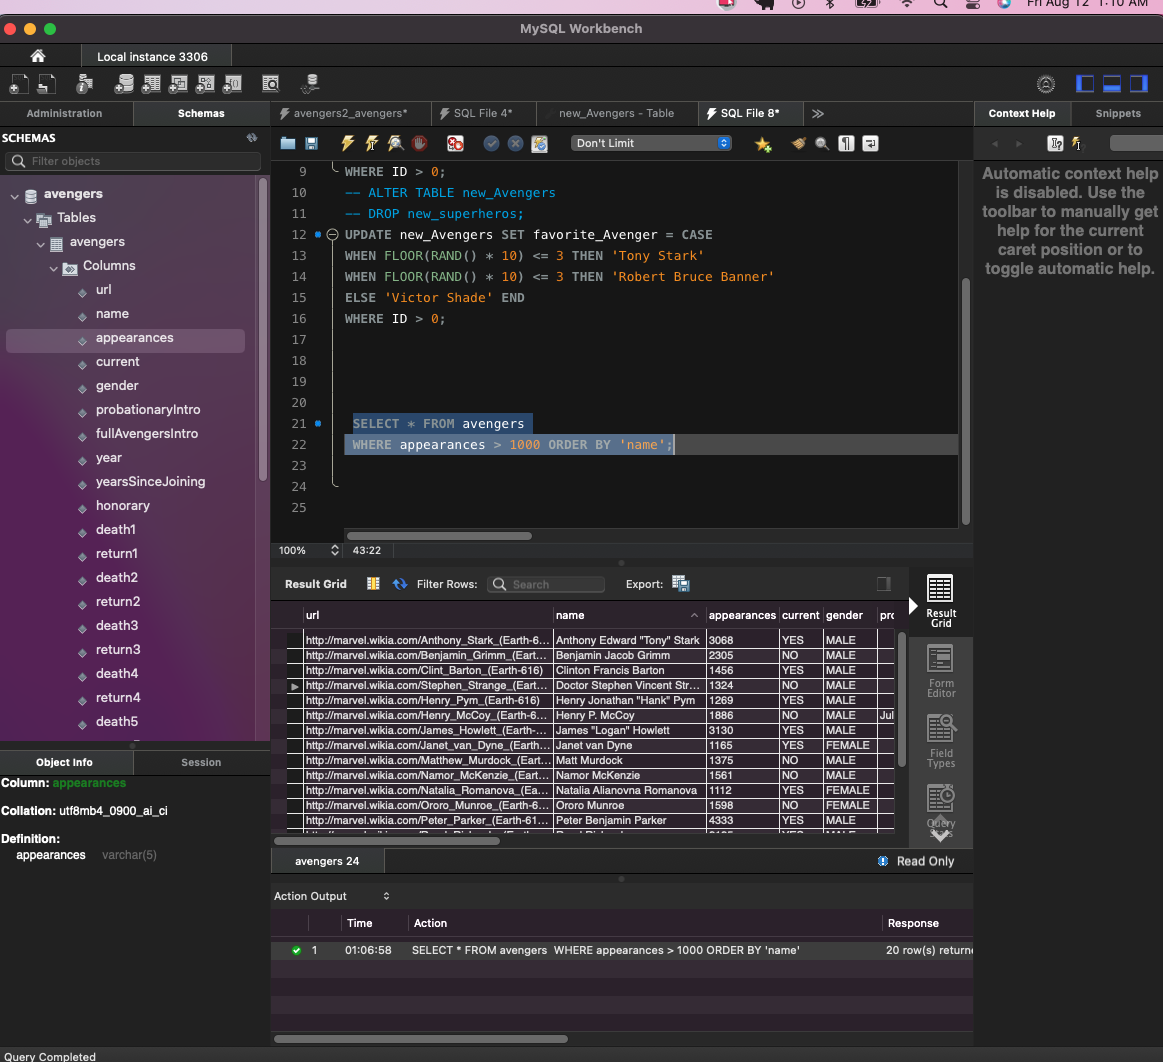 Fri Aug 12 1:10 AM
MySQL Workbench
Local instance 3306
Administration Schemas avengers2_avengers* SQL File 4* new_Avengers - Table SQL File 8* Context Help Snippets
SCHEMAS
Don't Limit
Filter objects
avengers
Tables
avengers
Columns
url
name
appearances
current
gender
probationaryIntro
fullAvengersIntro
year
yearsSinceJoining
honorary
death1
return1
death2
return2
death3
return3
death4
return4
death5
Object Info Session
Column: appearances
Collation: utf8mb4_0900_ai_ci
Definition:
appearances varchar(5)
9 WHERE ID > 0;
10 -- ALTER TABLE new_Avengers
11 -- DROP new_superheros;
12 UPDATE new_Avengers SET favorite_Avenger = CASE
13 WHEN FLOOR(RAND() * 10) <= 3 THEN 'Tony Stark'
14 WHEN FLOOR(RAND() * 10) <= 3 THEN 'Robert Bruce Banner'
15 ELSE 'Victor Shade' END
16 WHERE ID > 0;
17
18
19
20
21 SELECT * FROM avengers
22 WHERE appearances > 1000 ORDER BY 'name';
23
24
25
100% 43:22
Result Grid Filter Rows: Search Export:
url name appearances current gender pro
http://marvel.wikia.com/Anthony_Stark_(Earth-6... Anthony Edward "Tony" Stark 3068 YES MALE
http://marvel.wikia.com/Benjamin_Grimm_(Eart... Benjamin Jacob Grimm 2305 NO MALE
http://marvel.wikia.com/Clint_Barton_(Earth-616) Clinton Francis Barton 1456 YES MALE
http://marvel.wikia.com/Stephen_Strange_(Eart... Doctor Stephen Vincent Str... 1324 NO MALE
http://marvel.wikia.com/Henry_Pym_(Earth-616) Henry Jonathan "Hank" Pym 1269 YES MALE
http://marvel.wikia.com/Henry_McCoy_(Earth-6... Henry P. McCoy 1886 NO MALE Jul
http://marvel.wikia.com/James_Howlett_(Earth-... James "Logan" Howlett 3130 YES MALE
http://marvel.wikia.com/Janet_van_Dyne_(Earth... Janet van Dyne 1165 YES FEMALE
http://marvel.wikia.com/Matthew_Murdock_(Eart... Matt Murdock 1375 NO MALE
http://marvel.wikia.com/Namor_McKenzie_(Eart... Namor McKenzie 1561 NO MALE
http://marvel.wikia.com/Natalia_Romanova_(Ea... Natalia Alianovna Romanova 1112 YES FEMALE
http://marvel.wikia.com/Ororo_Munroe_(Earth-6... Ororo Munroe 1598 NO FEMALE
http://marvel.wikia.com/Peter_Parker_(Earth-61... Peter Benjamin Parker 4333 YES MALE
Result
Grid
Form
Editor
Field
Types
Query
avengers 24 Read Only
Action Output
Time Action Response
1 01:06:58 SELECT * FROM avengers WHERE appearances > 1000 ORDER BY 'name' 20 row(s) return
Automatic context help
is disabled. Use the
toolbar to manually get
help for the current
caret position or to
toggle automatic help.
Query Completed